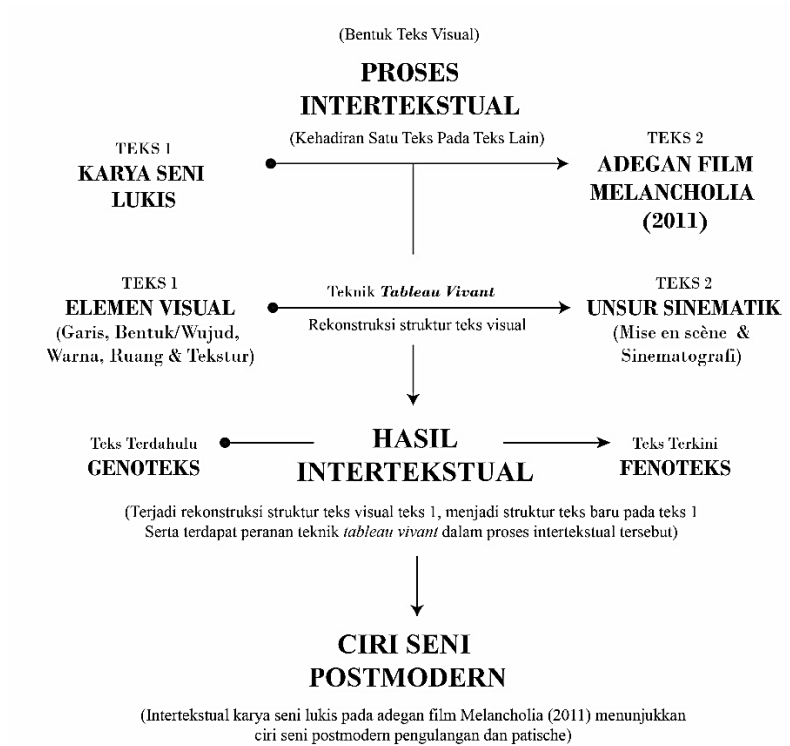 (Bentuk Teks Visual)
PROSES
INTERTEKSTUAL
(Kehadiran Satu Teks Pada Teks Lain)
TEKS 1
KARYA SENI
LUKIS
TEKS 2
ADEGAN FILM
MELANCHOLIA
(2011)
TEKS 1
ELEMEN VISUAL
(Garis, Bentuk/Wujud,
Warna, Ruang & Tekstur)
Teknik Tableau Vivant
Rekonstruksi struktur teks visual
TEKS 2
UNSUR SINEMATIK
(Mise en scène &
Sinematografi)
Teks Terdahulu
GENOTEKS
HASIL
INTERTEKSTUAL
Teks Terkini
FENOTEKS
(Terjadi rekonstruksi struktur teks visual teks 1, menjadi struktur teks baru pada teks 1
Serta terdapat peranan teknik tableau vivant dalam proses intertekstual tersebut)
CIRI SENI
POSTMODERN
(Intertekstual karya seni lukis pada adegan film Melancholia (2011) menunjukkan
ciri seni postmodern pengulangan dan patische)